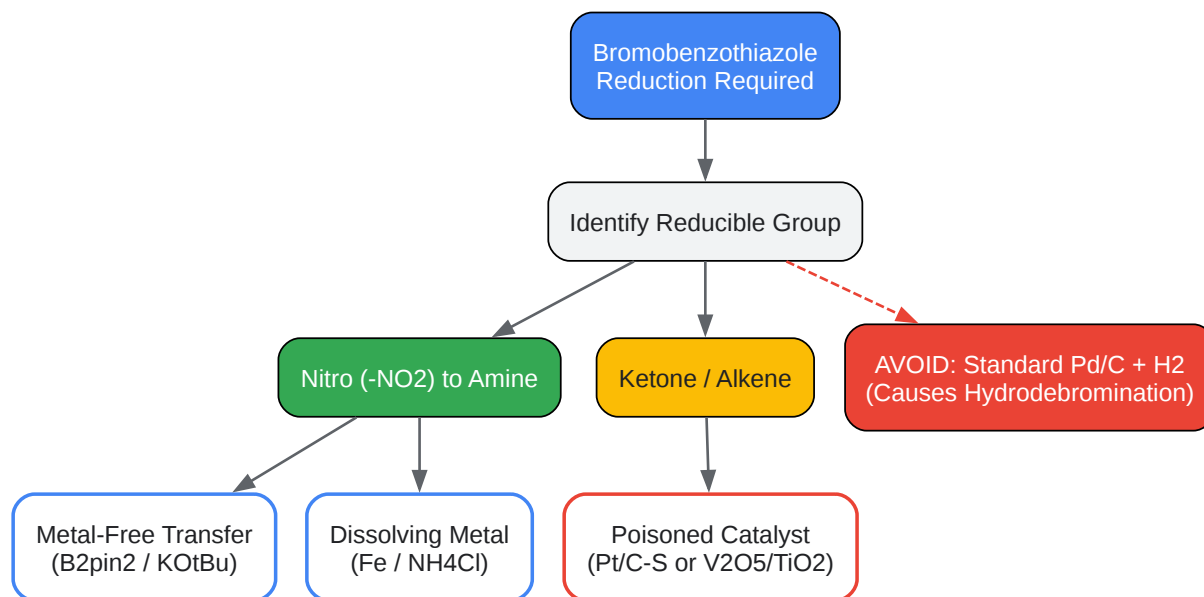 Bromobenzothiazole
Reduction Required
Identify Reducible Group
Nitro (-NO2) to Amine
Ketone / Alkene
AVOID: Standard Pd/C + H2
(Causes Hydrodebromination)
Metal-Free Transfer
(B2pin2 / KOtBu)
Dissolving Metal
(Fe / NH4Cl)
Poisoned Catalyst
(Pt/C-S or V2O5/TiO2)